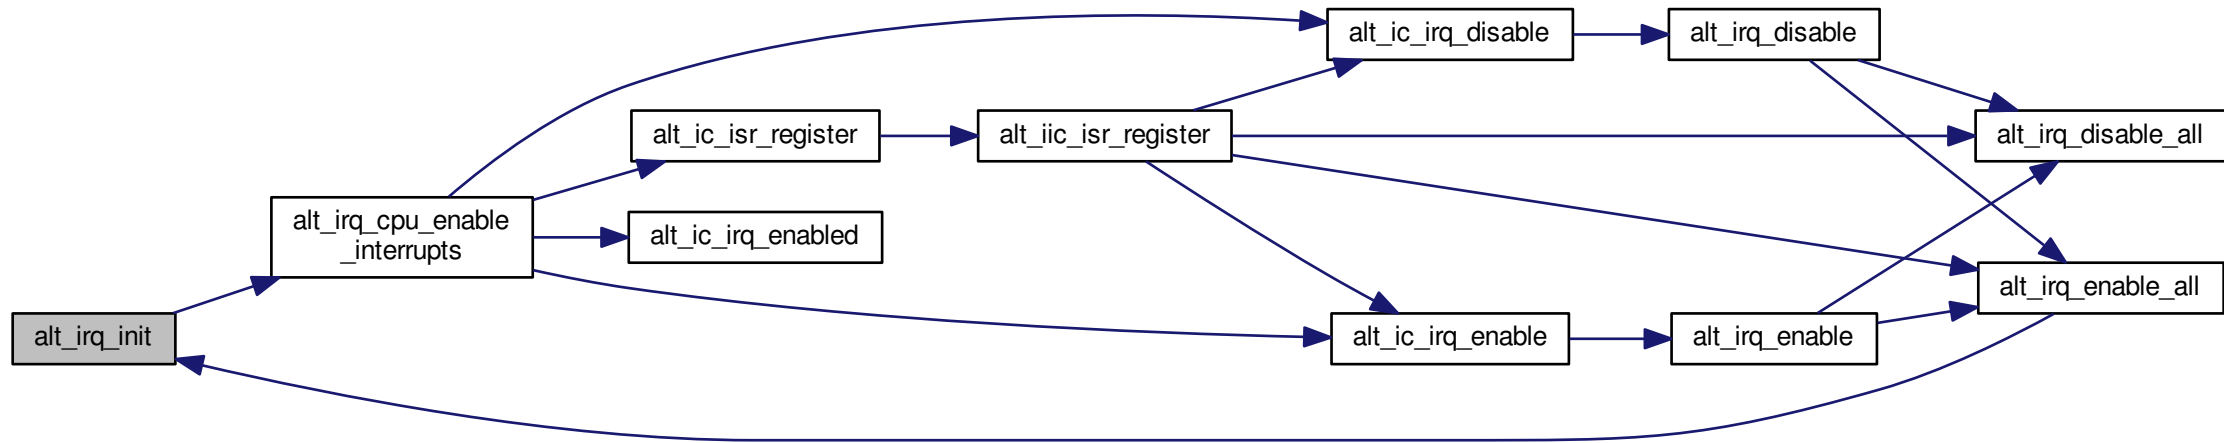 alt_irq_init
alt_irq_cpu_enable
_interrupts
alt_ic_irq_disable
alt_ic_isr_register
alt_ic_irq_enabled
alt_iic_isr_register
alt_ic_irq_enable
alt_irq_disable
alt_irq_enable
alt_irq_disable_all
alt_irq_enable_all